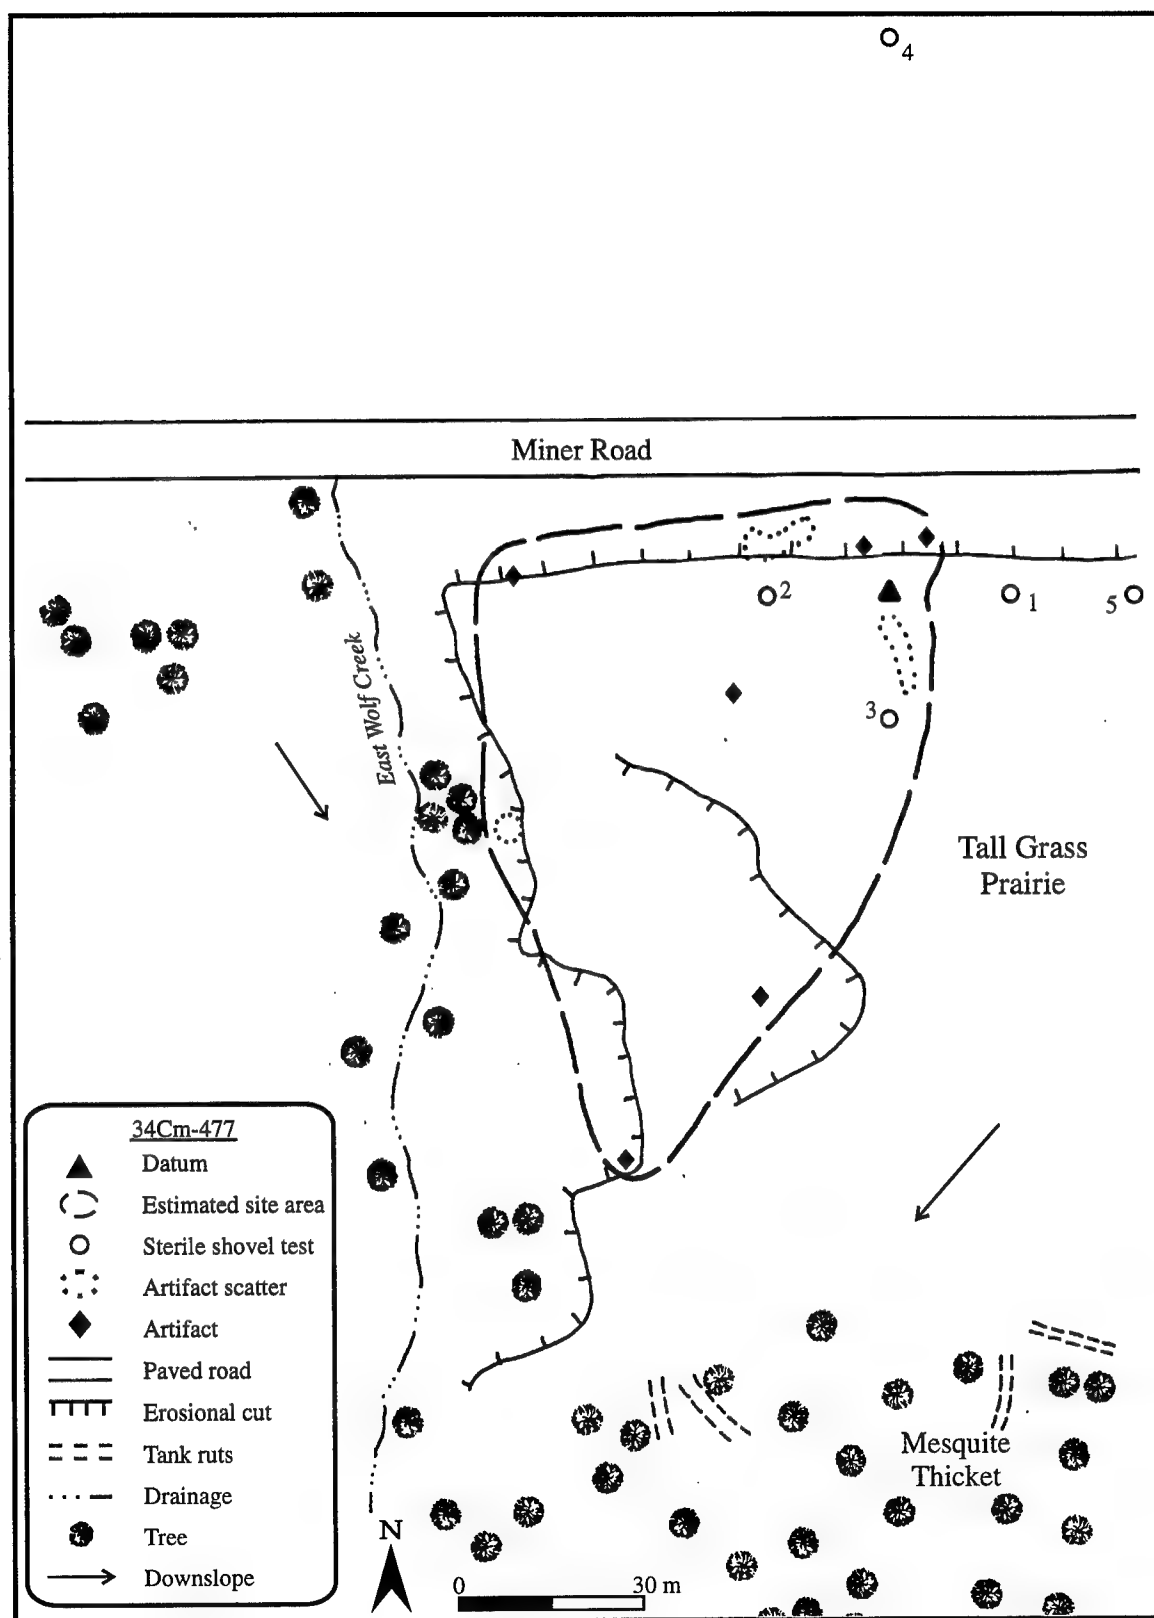 4
Miner Road
2
1
5
3
East Wolf Creek
Tall Grass
Prairie
34Cm-477
Datum
Estimated site area
Sterile shovel test
Artifact scatter
Artifact
Paved road
Erosional cut
Tank ruts
Drainage
Tree
Downslope
Mesquite
Thicket
N
0 30 m